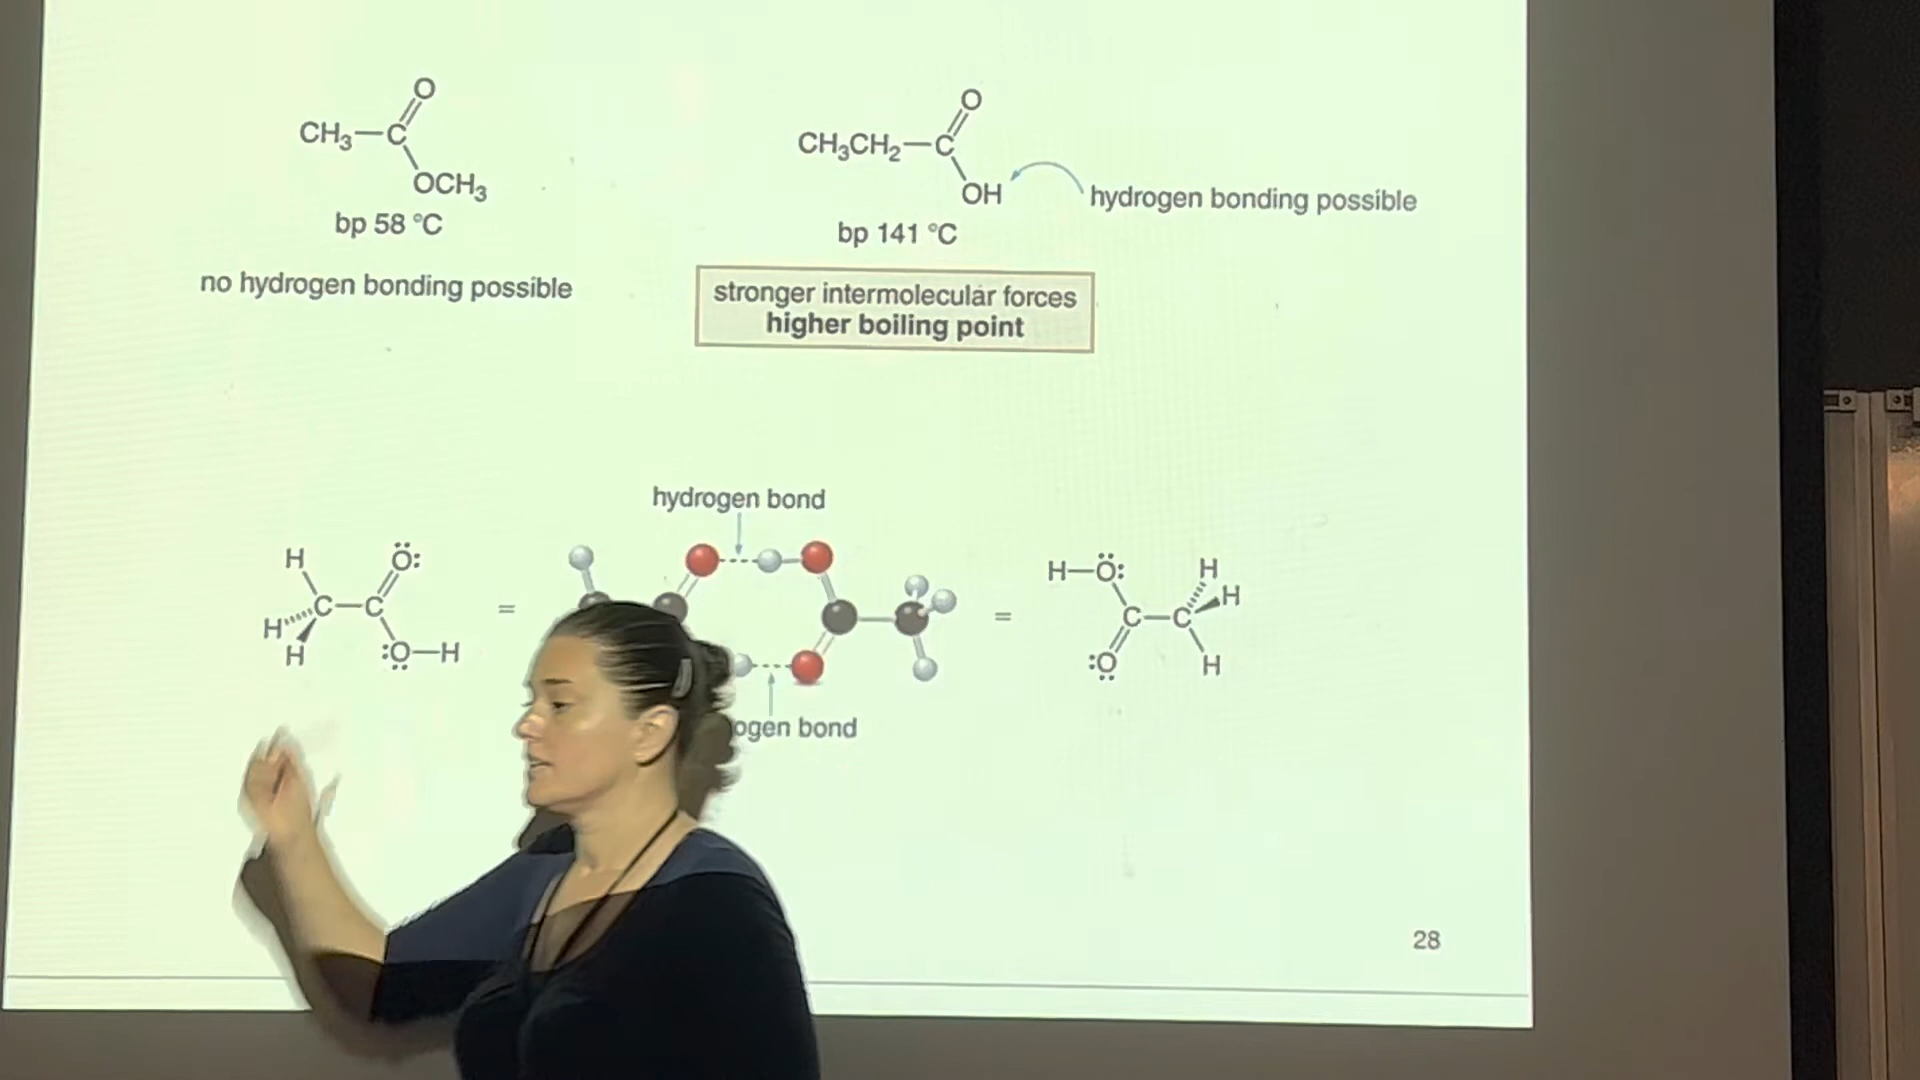 O
CH₃—C
OCH₃
bp 58 °C
no hydrogen bonding possible
O
CH₃CH₂—C
OH
bp 141 °C
hydrogen bonding possible
stronger intermolecular forces
higher boiling point
hydrogen bond
H
Ö:
C—C
H
H
:O—H
=
ogen bond
=
H—Ö:
H
H
C—C
:O
H
28